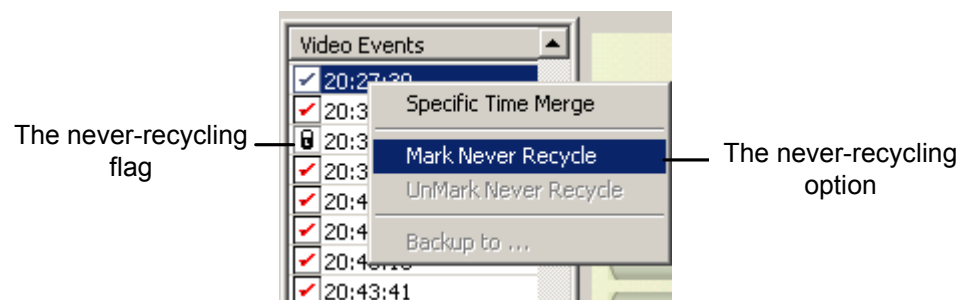 Video Events
20:27:30
20:3
20:3
20:3
20:4
20:4
20:43:41
Specific Time Merge
Mark Never Recycle
UnMark Never Recycle
Backup to ...
The never-recycling
flag
The never-recycling
option